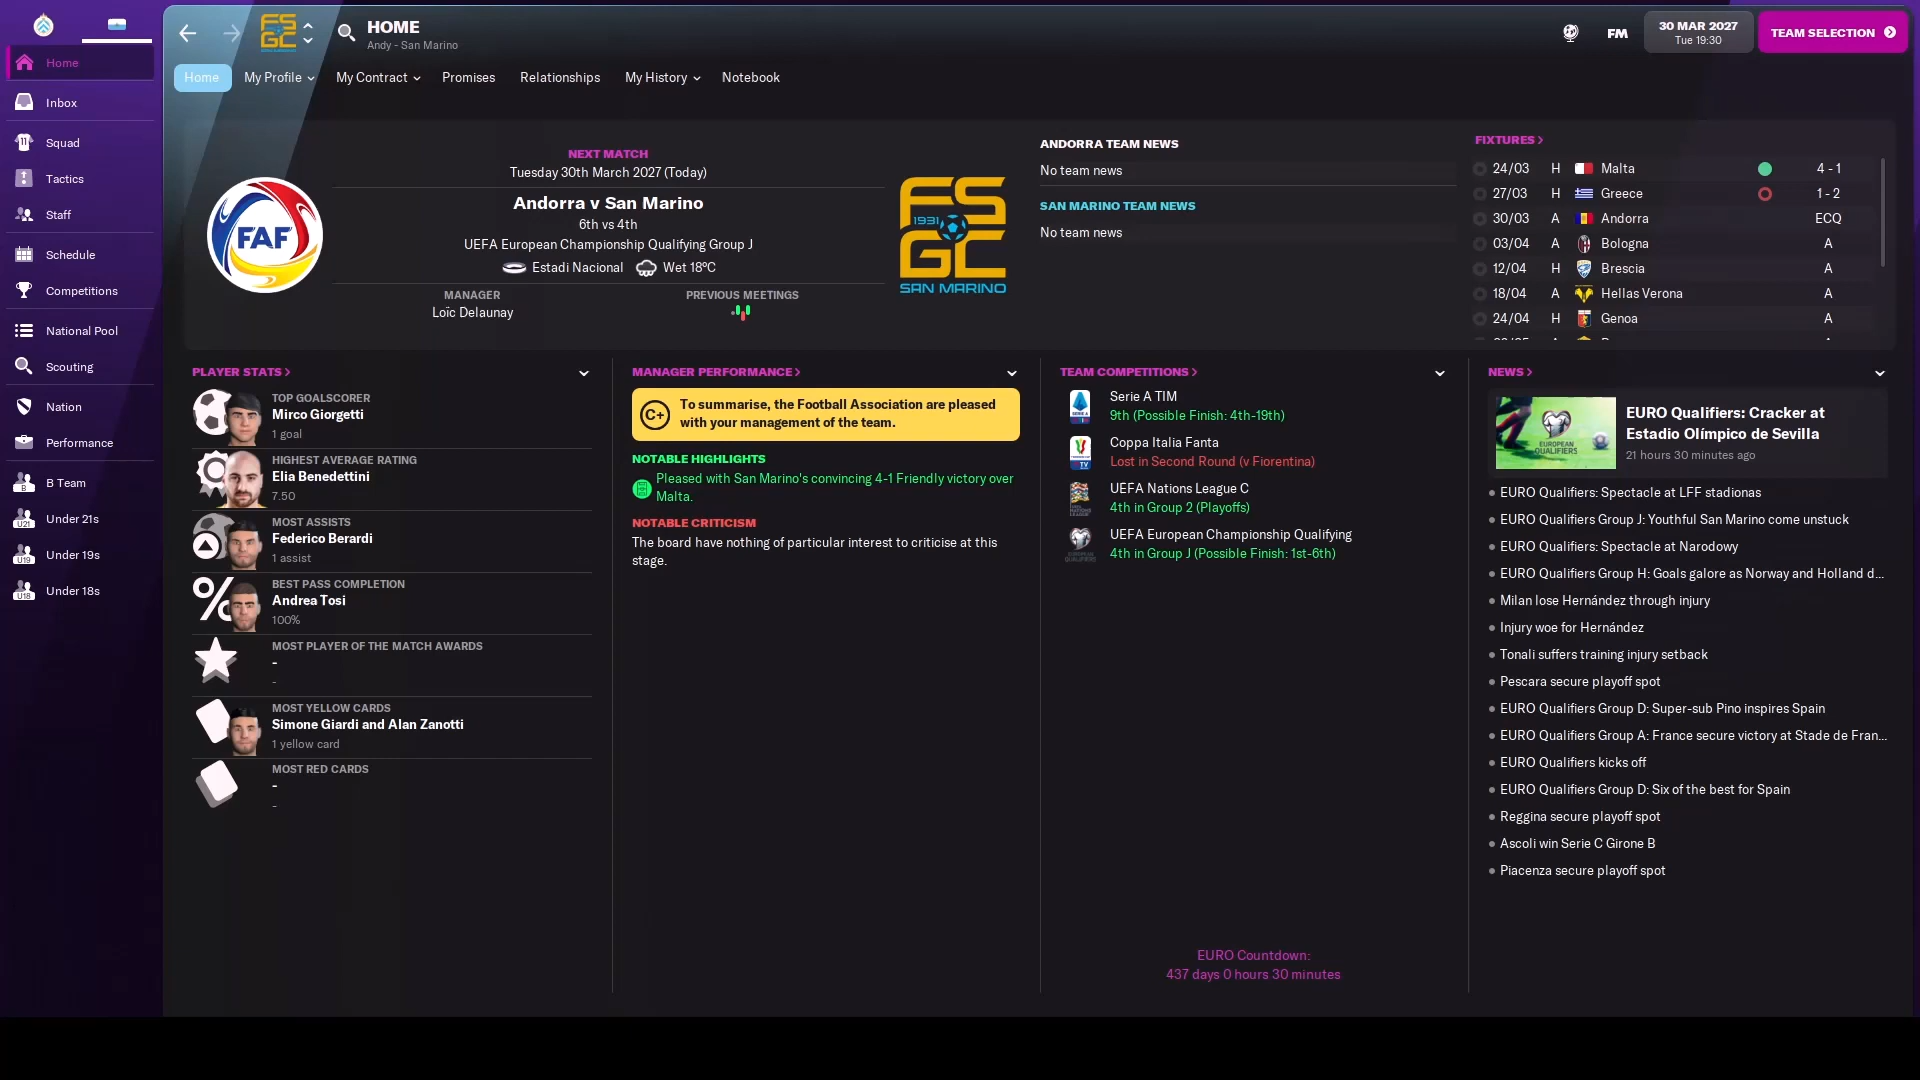 HOME
Andy - San Marino
FM
30 MAR 2027
Tue 19:30
TEAM SELECTION
Home
My Profile
My Contract
Promises
Relationships
My History
Notebook
Home
Inbox
Squad
Tactics
Staff
Schedule
Competitions
National Pool
Scouting
Nation
Performance
B
B Team
U21
Under 21s
U19
Under 19s
U18
Under 18s
FAF
NEXT MATCH
Tuesday 30th March 2027 (Today)
Andorra v San Marino
6th vs 4th
UEFA European Championship Qualifying Group J
Estadi Nacional
Wet 18°C
MANAGER
Loïc Delaunay
PREVIOUS MEETINGS
FS
1931
GC
SAN MARINO
ANDORRA TEAM NEWS
No team news
SAN MARINO TEAM NEWS
No team news
FIXTURES >
24/03 H Malta 4 - 1
27/03 H Greece 1 - 2
30/03 A Andorra ECQ
03/04 A Bologna A
12/04 H Brescia A
18/04 A Hellas Verona A
24/04 H Genoa A
PLAYER STATS >
TOP GOALSCORER
Mirco Giorgetti
1 goal
HIGHEST AVERAGE RATING
Elia Benedettini
7.50
MOST ASSISTS
Federico Berardi
1 assist
BEST PASS COMPLETION
Andrea Tosi
100%
MOST PLAYER OF THE MATCH AWARDS
-
-
MOST YELLOW CARDS
Simone Giardi and Alan Zanotti
1 yellow card
MOST RED CARDS
-
-
MANAGER PERFORMANCE >
C+
To summarise, the Football Association are pleased
with your management of the team.
NOTABLE HIGHLIGHTS
Pleased with San Marino's convincing 4-1 Friendly victory over
Malta.
NOTABLE CRITICISM
The board have nothing of particular interest to criticise at this
stage.
TEAM COMPETITIONS >
Serie A TIM
9th (Possible Finish: 4th-19th)
Coppa Italia Fanta
Lost in Second Round (v Fiorentina)
UEFA Nations League C
4th in Group 2 (Playoffs)
UEFA European Championship Qualifying
4th in Group J (Possible Finish: 1st-6th)
EURO Countdown:
437 days 0 hours 30 minutes
NEWS >
EUROPEAN
QUALIFIERS
EURO Qualifiers: Cracker at
Estadio Olímpico de Sevilla
21 hours 30 minutes ago
EURO Qualifiers: Spectacle at LFF stadionas
EURO Qualifiers Group J: Youthful San Marino come unstuck
EURO Qualifiers: Spectacle at Narodowy
EURO Qualifiers Group H: Goals galore as Norway and Holland d...
Milan lose Hernández through injury
Injury woe for Hernández
Tonali suffers training injury setback
Pescara secure playoff spot
EURO Qualifiers Group D: Super-sub Pino inspires Spain
EURO Qualifiers Group A: France secure victory at Stade de Fran...
EURO Qualifiers kicks off
EURO Qualifiers Group D: Six of the best for Spain
Reggina secure playoff spot
Ascoli win Serie C Girone B
Piacenza secure playoff spot